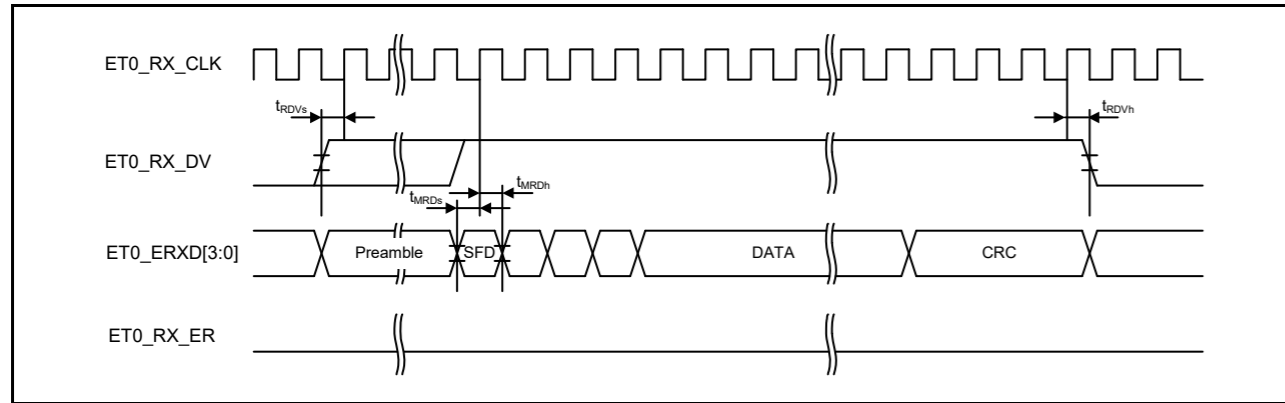 ET0_RX_CLK
tRDVs
tRDVh
ET0_RX_DV
tMRDh
tMRDs
ET0_ERXD[3:0]
Preamble
SFD
DATA
CRC
ET0_RX_ER